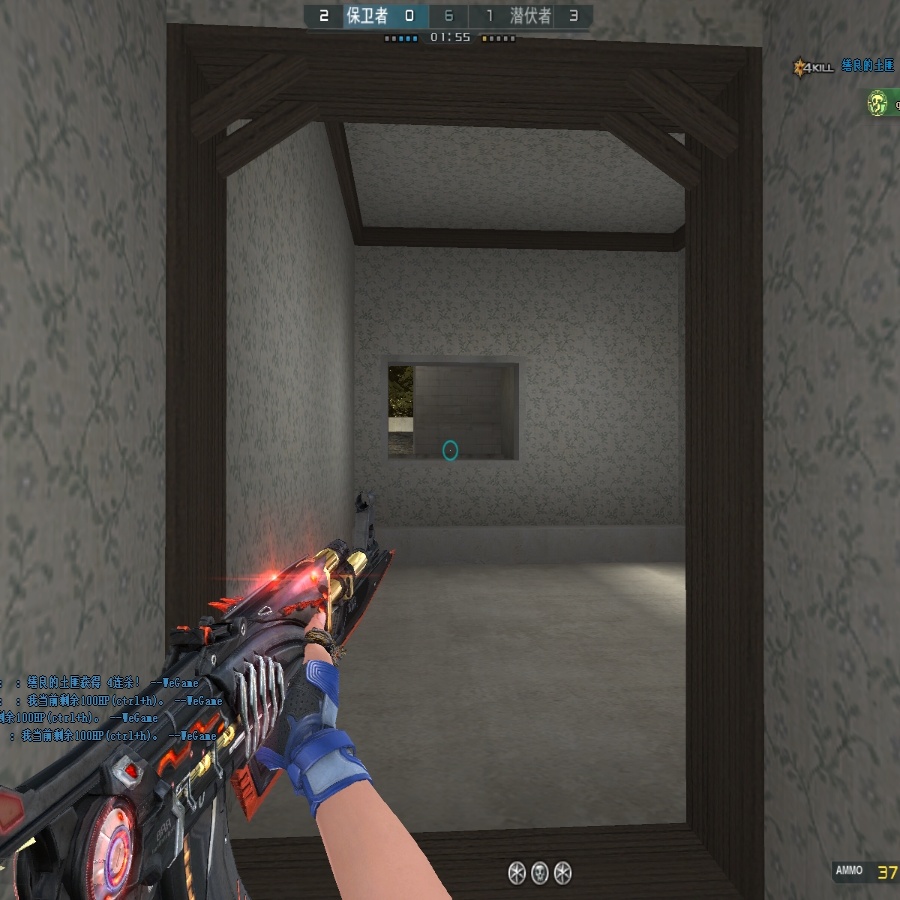 2 保卫者 0 6 1 潜伏者 3
01:55
4KILL 缮良的土匪
: : 缮良的土匪获得 4连杀! --WeGame
: : 我当前剩余100HP(ctrl+h)。 --WeGame
剩余100HP(ctrl+h)。 --WeGame
: 我当前剩余100HP(ctrl+h)。 --WeGame
AMMO 37